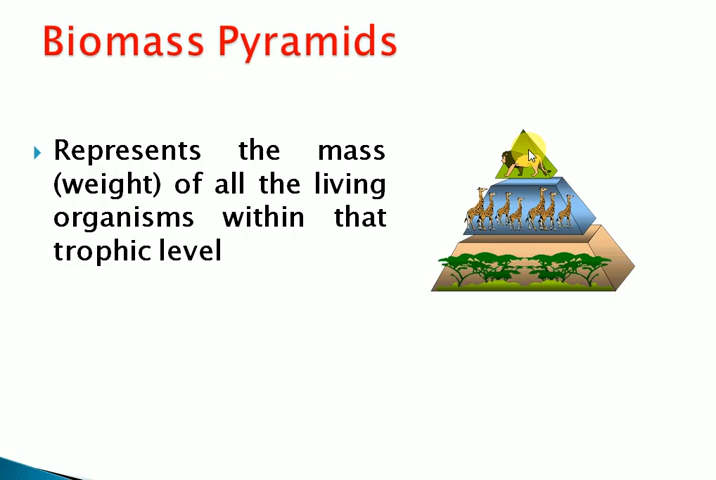 Biomass Pyramids
Represents the mass
(weight) of all the living
organisms within that
trophic level